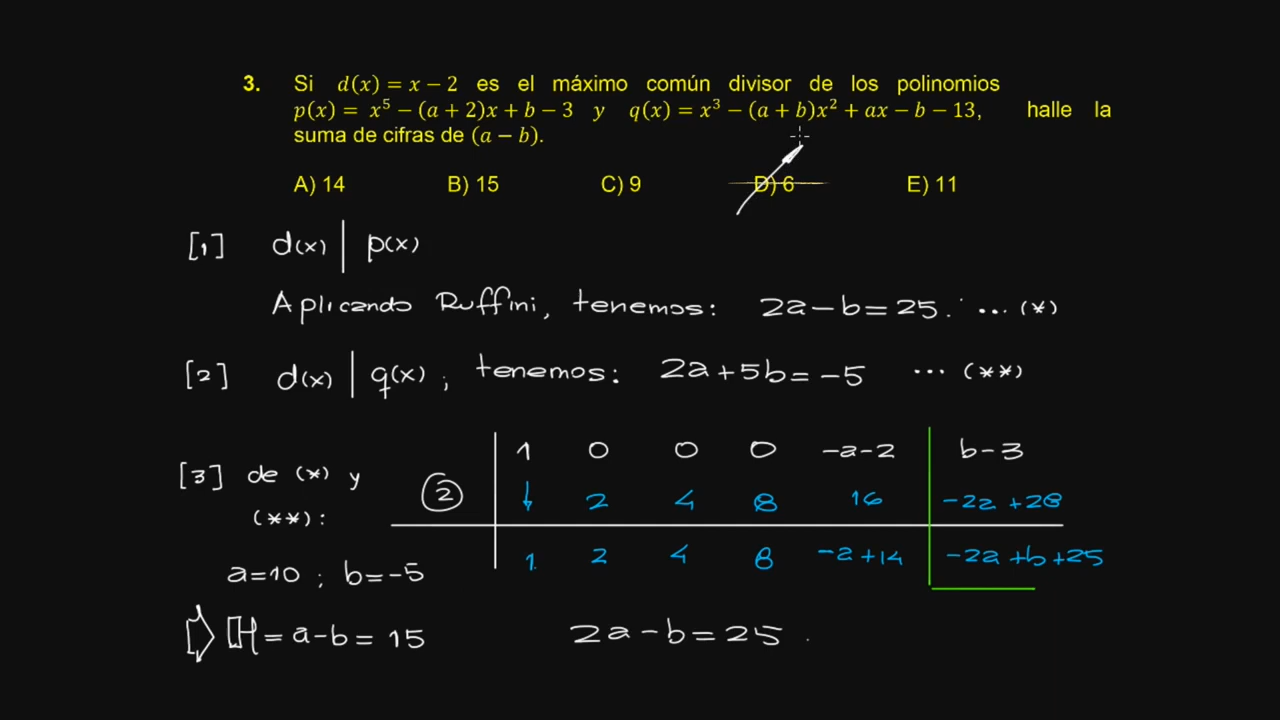 3. Si d(x) = x − 2 es el máximo común divisor de los polinomios
p(x) = x⁵ − (a + 2)x + b − 3 y q(x) = x³ − (a + b)x² + ax − b − 13, halle la
suma de cifras de (a − b).
A) 14 B) 15 C) 9 D) 6 E) 11
[1] d(x) | p(x)
Aplicando Ruffini, tenemos: 2a − b = 25. ... (*)
[2] d(x) | q(x) ; tenemos: 2a + 5b = −5 ... (**)
[3] de (*) y
(**):
a=10 ; b=−5
⇨ H = a−b = 15
1 0 0 0 −a−2 b−3
2 ↓ 2 4 8 16 −2a +28
1 2 4 8 −a+14 −2a +b +25
2a − b = 25.